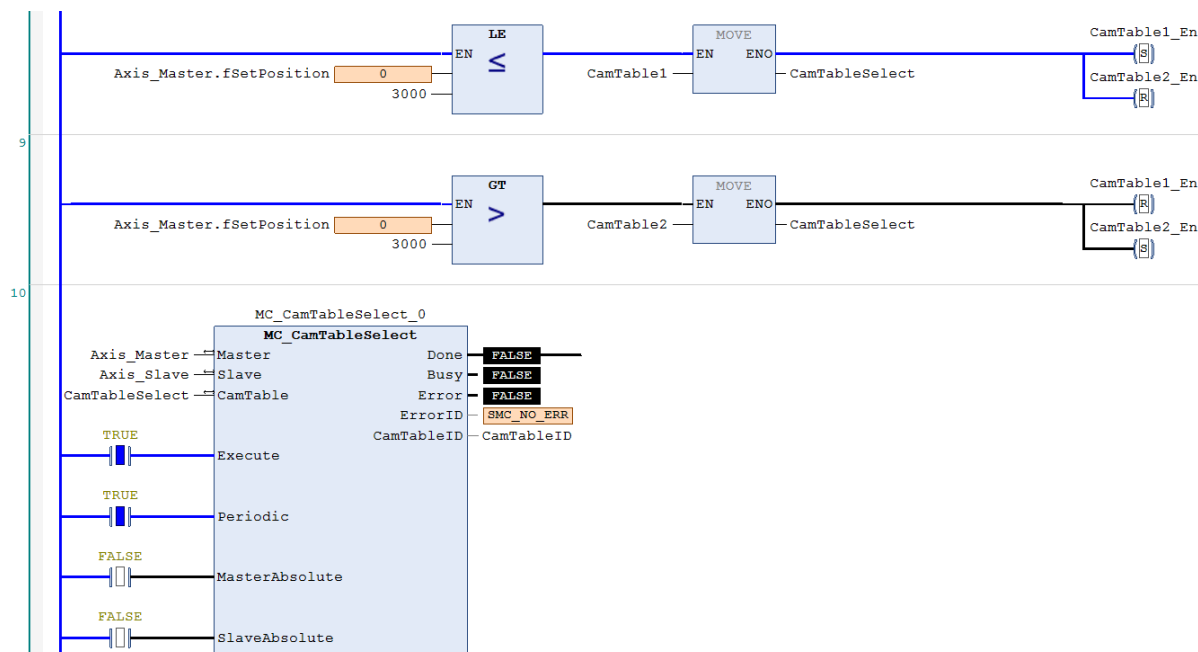 LE
MOVE
CamTable1_En
EN
≤
EN ENO
S
Axis_Master.fSetPosition 0
CamTable1
CamTableSelect
CamTable2_En
3000
R
9
GT
MOVE
CamTable1_En
EN
>
EN ENO
R
Axis_Master.fSetPosition 0
CamTable2
CamTableSelect
CamTable2_En
3000
S
10
MC_CamTableSelect_0
MC_CamTableSelect
Axis_Master Master Done FALSE
Axis_Slave Slave Busy FALSE
CamTableSelect CamTable Error FALSE
ErrorID SMC_NO_ERR
CamTableID CamTableID
TRUE
Execute
TRUE
Periodic
FALSE
MasterAbsolute
FALSE
SlaveAbsolute